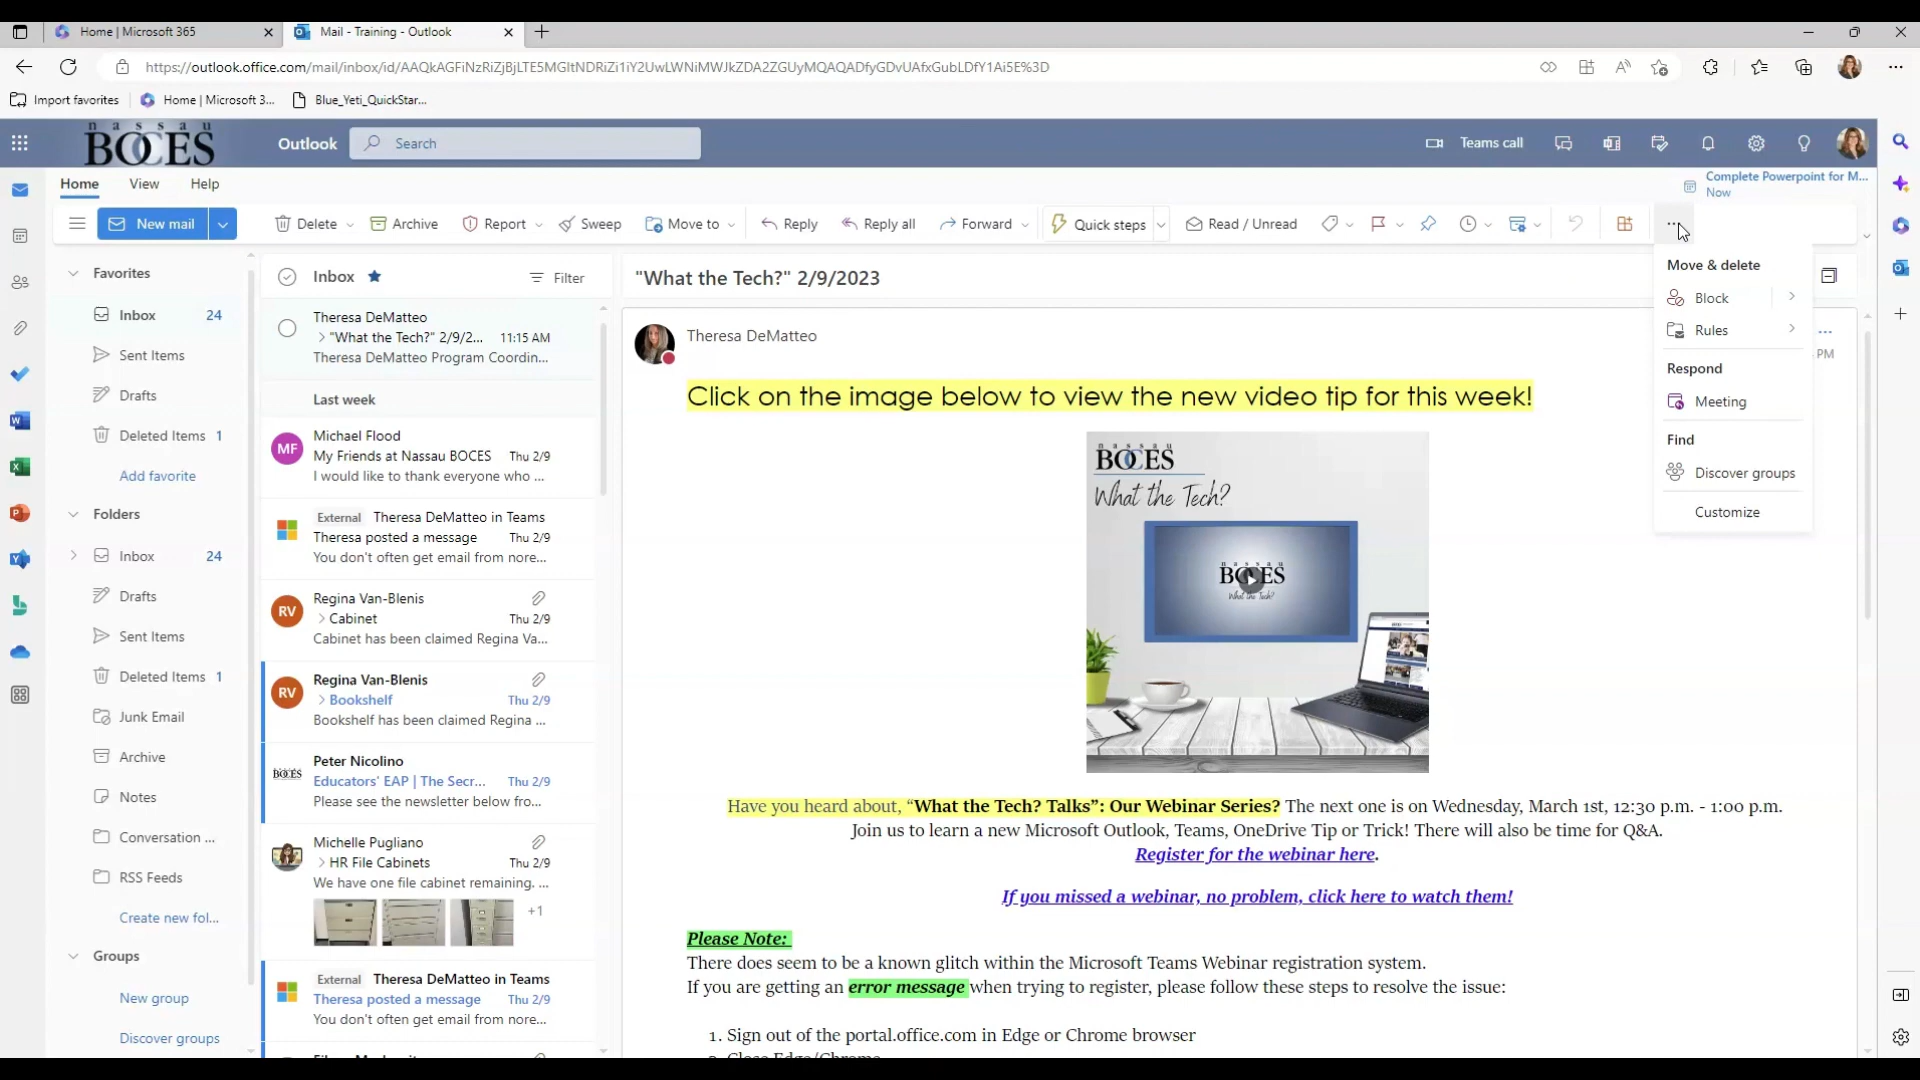 Home | Microsoft 365
Mail - Training - Outlook
https://outlook.office.com/mail/inbox/id/AAQkAGFiNzRiZjBjLTE5MGItNDRiZi1iY2UwLWNiMWJkZDA2ZGUyMQAQADfyGDvUAfxGubLDfY1Ai5E%3D
Import favorites
Home | Microsoft 3...
Blue_Yeti_QuickStar...
nassau
BOCES
Outlook
Search
Teams call
Home
View
Help
Complete Powerpoint for M...
Now
New mail
Delete
Archive
Report
Sweep
Move to
Reply
Reply all
Forward
Quick steps
Read / Unread
Move & delete
Block
Rules
Respond
Meeting
Find
Discover groups
Customize
Favorites
Inbox 24
Sent Items
Drafts
Deleted Items 1
Add favorite
Folders
Inbox 24
Drafts
Sent Items
Deleted Items 1
Junk Email
Archive
Notes
Conversation ...
RSS Feeds
Create new fol...
Groups
New group
Discover groups
Inbox
Filter
Theresa DeMatteo
"What the Tech?" 2/9/2... 11:15 AM
Theresa DeMatteo Program Coordin...
Last week
MF
Michael Flood
My Friends at Nassau BOCES Thu 2/9
I would like to thank everyone who ...
External Theresa DeMatteo in Teams
Theresa posted a message Thu 2/9
You don't often get email from nore...
RV
Regina Van-Blenis
Cabinet Thu 2/9
Cabinet has been claimed Regina Va...
RV
Regina Van-Blenis
Bookshelf Thu 2/9
Bookshelf has been claimed Regina ...
BOCES
Peter Nicolino
Educators' EAP | The Secr... Thu 2/9
Please see the newsletter below fro...
Michelle Pugliano
HR File Cabinets Thu 2/9
We have one file cabinet remaining. ...
+1
External Theresa DeMatteo in Teams
Theresa posted a message Thu 2/9
You don't often get email from nore...
"What the Tech?" 2/9/2023
Theresa DeMatteo
PM
Click on the image below to view the new video tip for this week!
nassau
BOCES
What the Tech?
nassau
BOCES
What the Tech?
Have you heard about, “What the Tech? Talks”: Our Webinar Series? The next one is on Wednesday, March 1st, 12:30 p.m. - 1:00 p.m.
Join us to learn a new Microsoft Outlook, Teams, OneDrive Tip or Trick! There will also be time for Q&A.
Register for the webinar here.
If you missed a webinar, no problem, click here to watch them!
Please Note:
There does seem to be a known glitch within the Microsoft Teams Webinar registration system.
If you are getting an error message when trying to register, please follow these steps to resolve the issue:
1. Sign out of the portal.office.com in Edge or Chrome browser